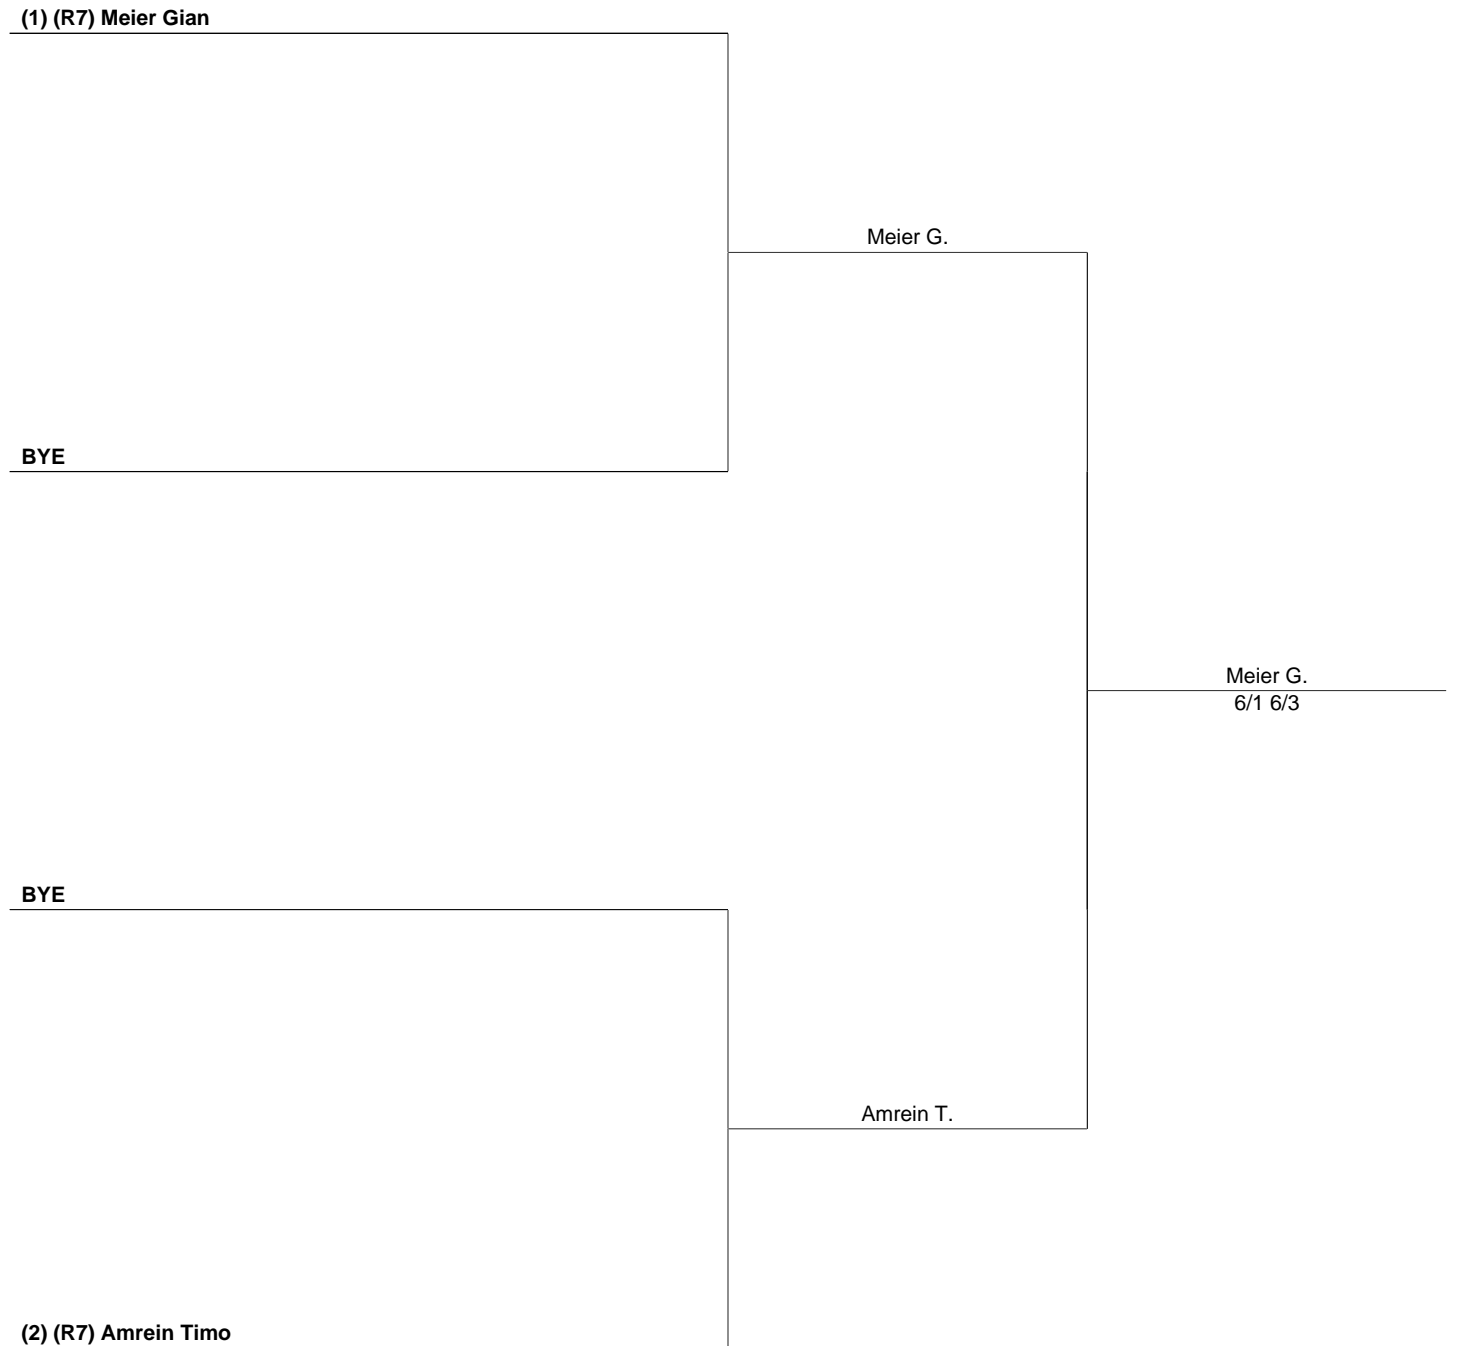 (1) (R7) Meier Gian
Meier G.
BYE
Meier G.
6/1 6/3
BYE
Amrein T.
(2) (R7) Amrein Timo